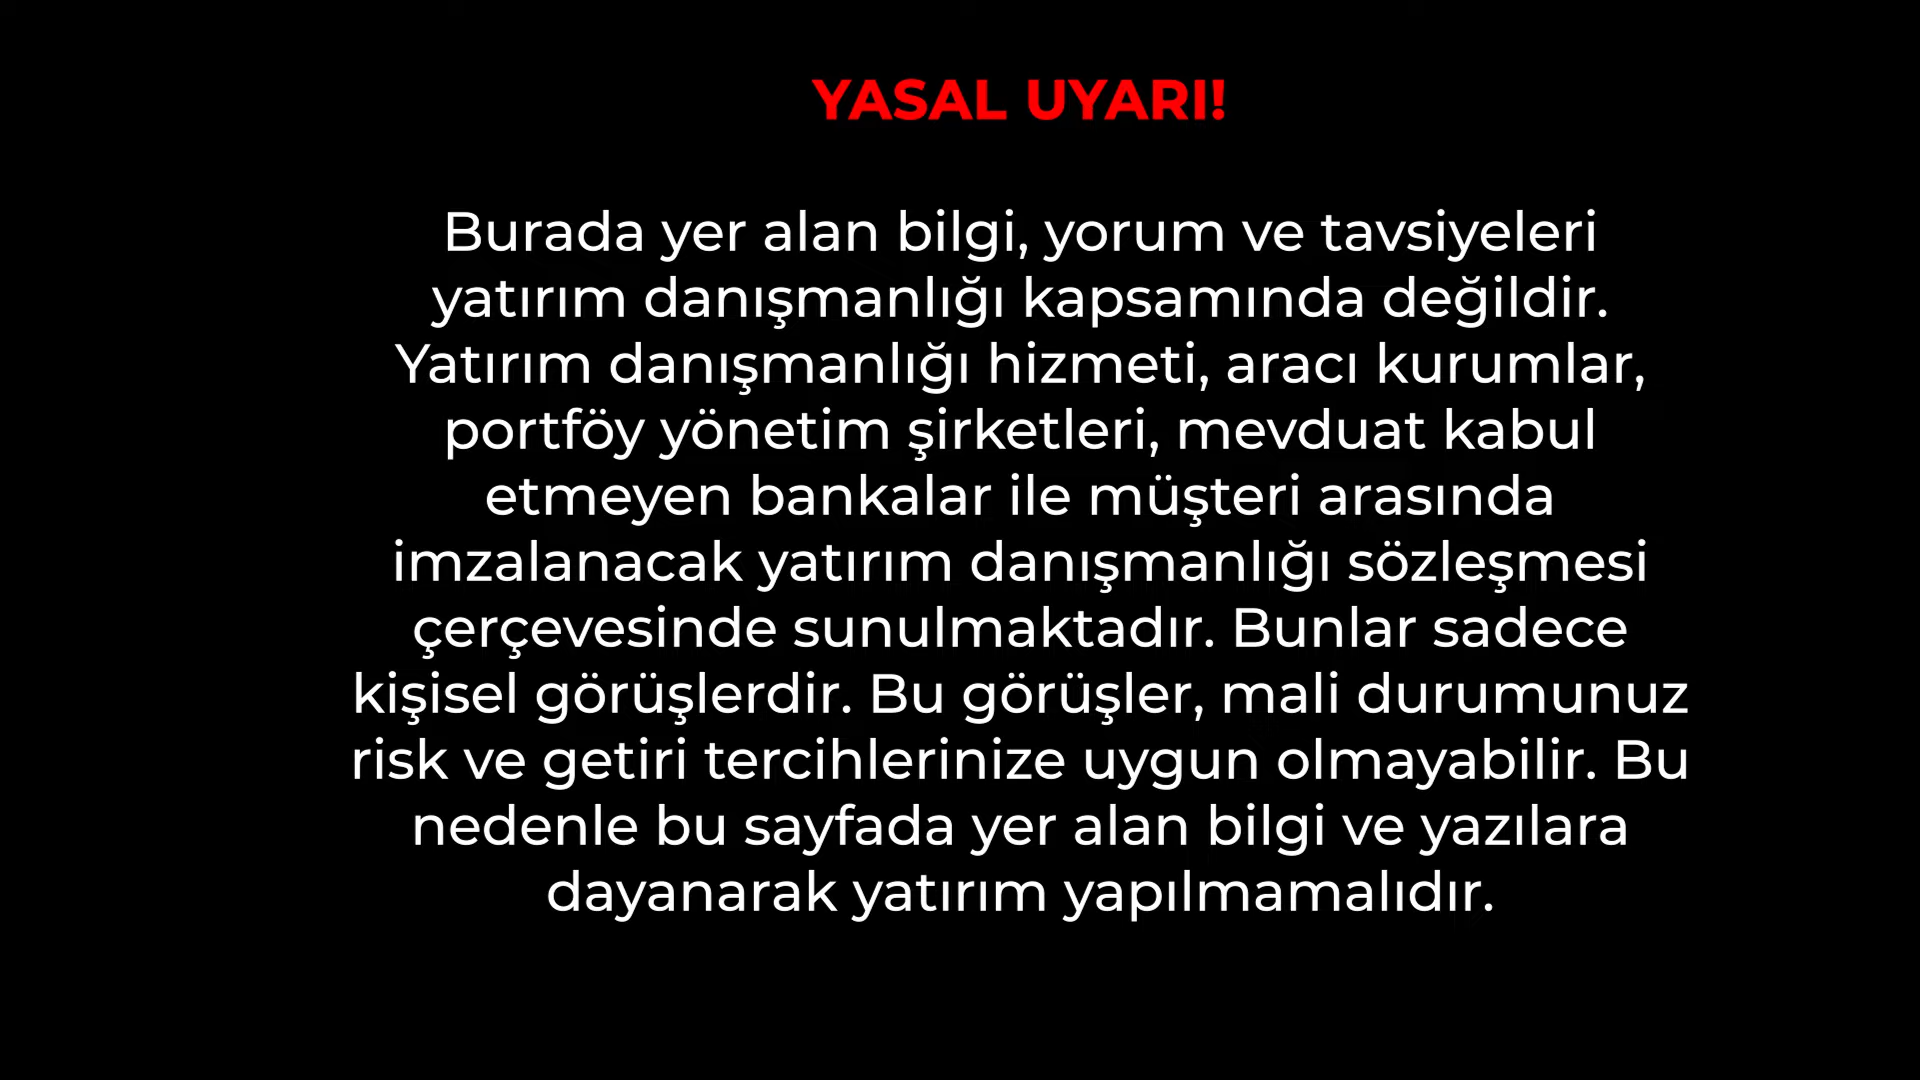 YASAL UYARI!
Burada yer alan bilgi, yorum ve tavsiyeleri
yatırım danışmanlığı kapsamında değildir.
Yatırım danışmanlığı hizmeti, aracı kurumlar,
portföy yönetim şirketleri, mevduat kabul
etmeyen bankalar ile müşteri arasında
imzalanacak yatırım danışmanlığı sözleşmesi
çerçevesinde sunulmaktadır. Bunlar sadece
kişisel görüşlerdir. Bu görüşler, mali durumunuz
risk ve getiri tercihlerinize uygun olmayabilir. Bu
nedenle bu sayfada yer alan bilgi ve yazılara
dayanarak yatırım yapılmamalıdır.